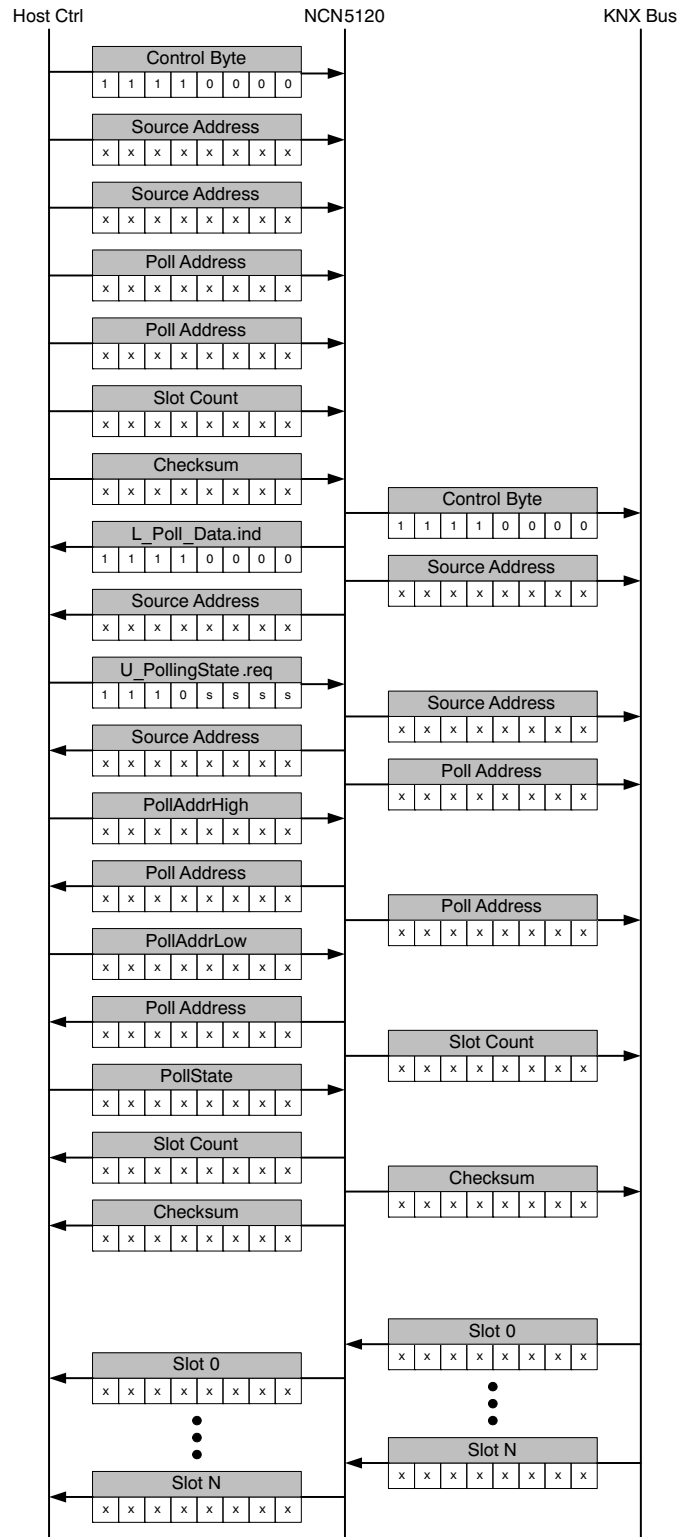 Host Ctrl NCN5120 KNX Bus
Control Byte
1 1 1 1 0 0 0 0
Source Address
x x x x x x x x
Source Address
x x x x x x x x
Poll Address
x x x x x x x x
Poll Address
x x x x x x x x
Slot Count
x x x x x x x x
Checksum
x x x x x x x x
Control Byte
1 1 1 1 0 0 0 0
L_Poll_Data.ind
1 1 1 1 0 0 0 0
Source Address
x x x x x x x x
Source Address
x x x x x x x x
U_PollingState.req
1 1 1 0 s s s s
Source Address
x x x x x x x x
Source Address
x x x x x x x x
Poll Address
x x x x x x x x
PollAddrHigh
x x x x x x x x
Poll Address
x x x x x x x x
Poll Address
x x x x x x x x
PollAddrLow
x x x x x x x x
Poll Address
x x x x x x x x
Slot Count
x x x x x x x x
PollState
x x x x x x x x
Slot Count
x x x x x x x x
Checksum
x x x x x x x x
Checksum
x x x x x x x x
Slot 0
x x x x x x x x
Slot 0
x x x x x x x x
Slot N
x x x x x x x x
Slot N
x x x x x x x x